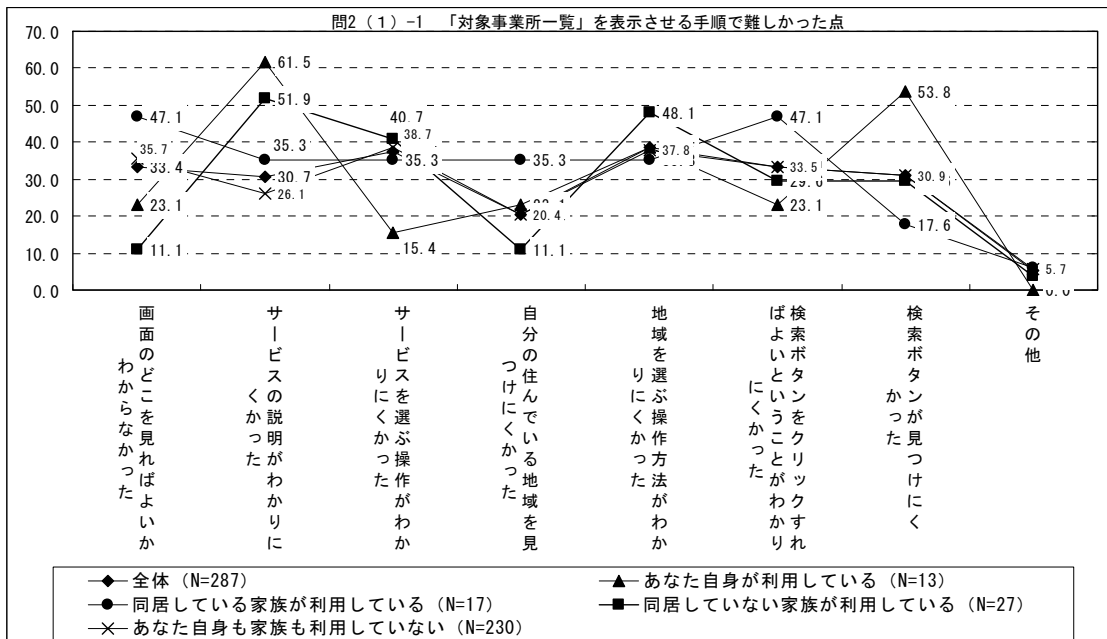 問2（1）-1　「対象事業所一覧」を表示させる手順で難しかった点
70.0
60.0
50.0
40.0
30.0
20.0
10.0
0.0
47.1
35.7
33.4
23.1
11.1
61.5
51.9
35.3
30.7
26.1
40.7
38.7
35.3
15.4
35.3
20.4
11.1
48.1
37.8
47.1
33.5
23.1
53.8
30.9
17.6
5.7
画面のどこを見ればよいか
わからなかった
サービスの説明がわかりに
くかった
サービスを選ぶ操作がわか
りにくかった
自分の住んでいる地域を見
つけにくかった
地域を選ぶ操作方法がわか
りにくかった
検索ボタンをクリックすれ
ばよいということがわかり
にくかった
検索ボタンが見つけにく
かった
その他
全体（N=287）
あなた自身が利用している（N=13）
同居している家族が利用している（N=17）
同居していない家族が利用している（N=27）
あなた自身も家族も利用していない（N=230）